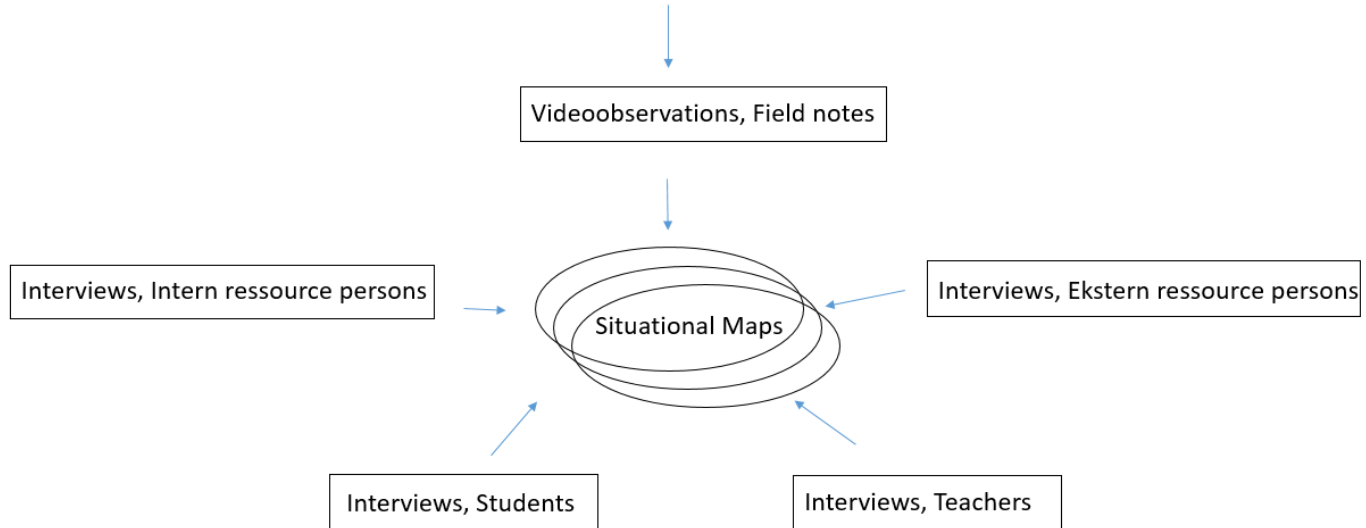 Videoobservations, Field notes
Interviews, Intern ressource persons
Interviews, Ekstern ressource persons
Situational Maps
Interviews, Students
Interviews, Teachers